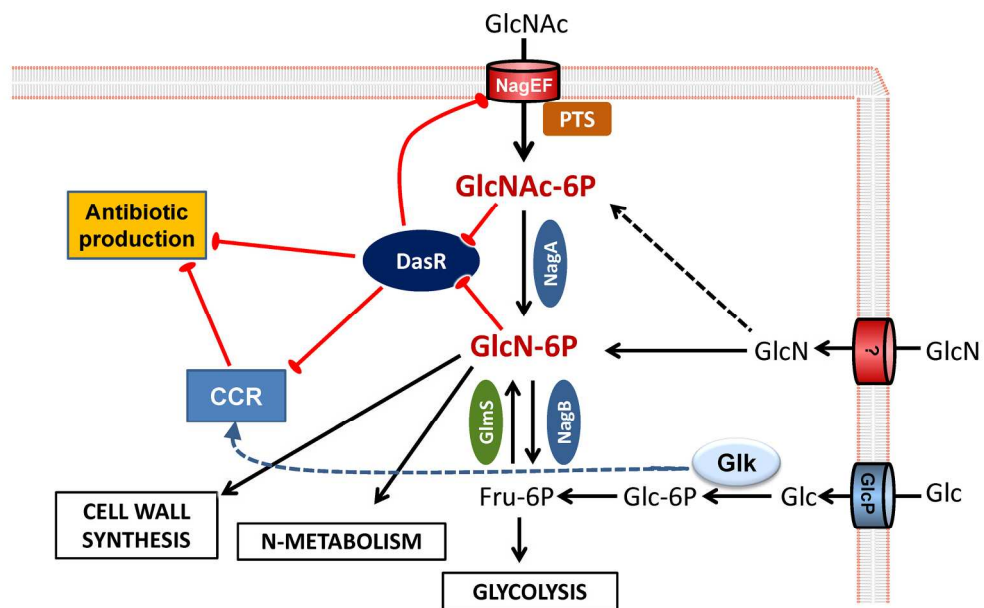 GlcNAc
NagEF
PTS
GlcNAc-6P
Antibiotic
production
DasR
NagA
GlcN-6P
GlcN
?
GlcN
CCR
GlmS
NagB
Glk
Fru-6P
Glc-6P
Glc
GlcP
Glc
CELL WALL
SYNTHESIS
N-METABOLISM
GLYCOLYSIS